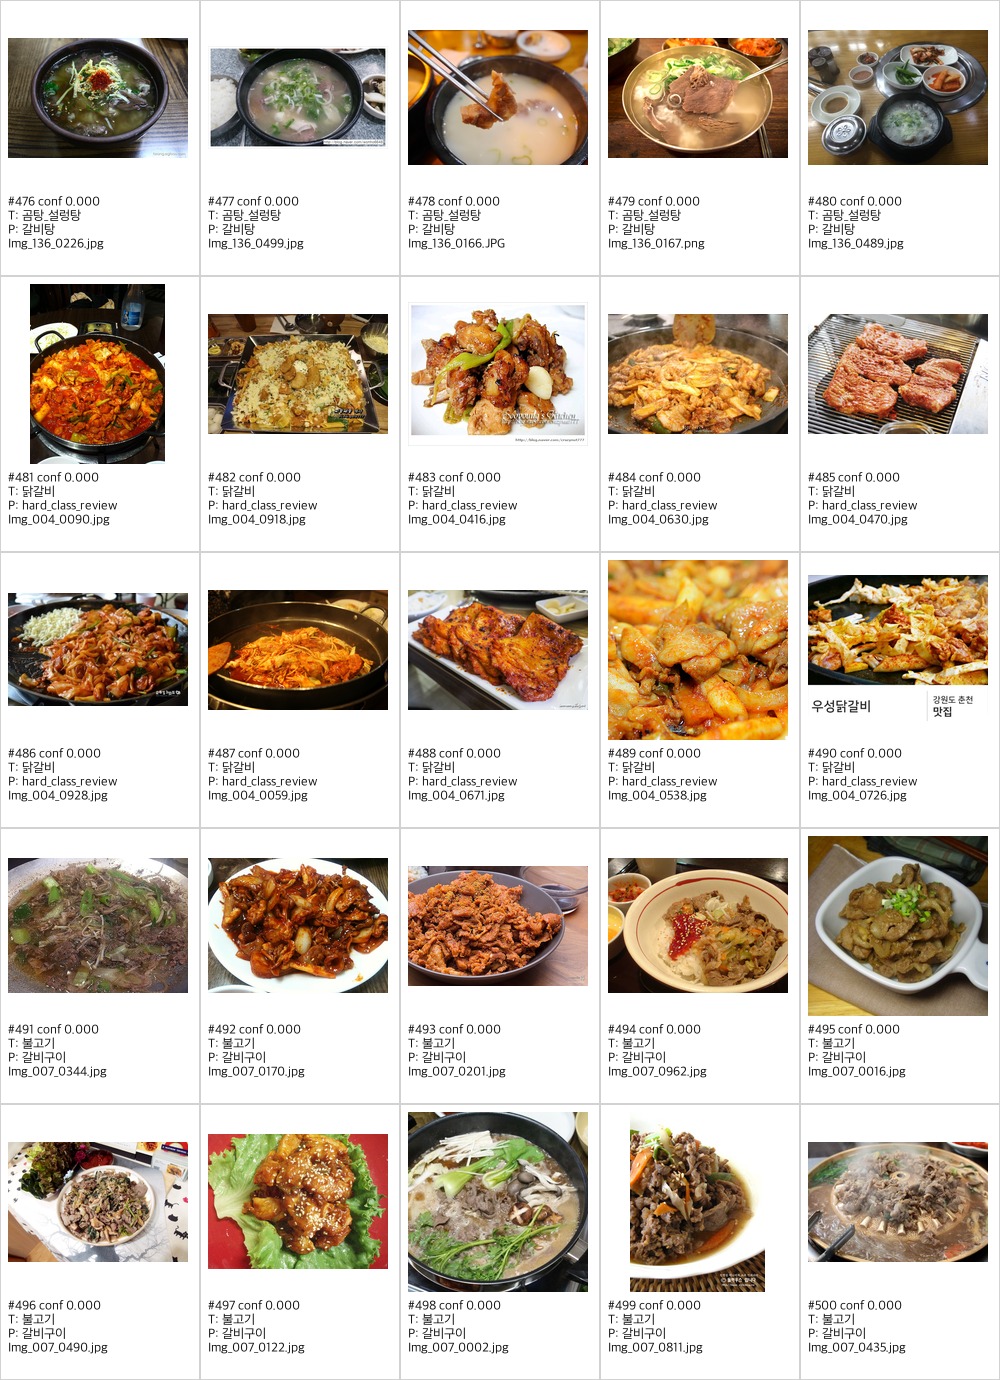 #476 conf 0.000
T: 곰탕_설렁탕
P: 갈비탕
Img_136_0226.jpg
#477 conf 0.000
T: 곰탕_설렁탕
P: 갈비탕
Img_136_0499.jpg
#478 conf 0.000
T: 곰탕_설렁탕
P: 갈비탕
Img_136_0166.JPG
#479 conf 0.000
T: 곰탕_설렁탕
P: 갈비탕
Img_136_0167.png
#480 conf 0.000
T: 곰탕_설렁탕
P: 갈비탕
Img_136_0489.jpg
#481 conf 0.000
T: 닭갈비
P: hard_class_review
Img_004_0090.jpg
#482 conf 0.000
T: 닭갈비
P: hard_class_review
Img_004_0918.jpg
#483 conf 0.000
T: 닭갈비
P: hard_class_review
Img_004_0416.jpg
#484 conf 0.000
T: 닭갈비
P: hard_class_review
Img_004_0630.jpg
#485 conf 0.000
T: 닭갈비
P: hard_class_review
Img_004_0470.jpg
우성닭갈비
강원도 춘천
맛집
#486 conf 0.000
T: 닭갈비
P: hard_class_review
Img_004_0928.jpg
#487 conf 0.000
T: 닭갈비
P: hard_class_review
Img_004_0059.jpg
#488 conf 0.000
T: 닭갈비
P: hard_class_review
Img_004_0671.jpg
#489 conf 0.000
T: 닭갈비
P: hard_class_review
Img_004_0538.jpg
#490 conf 0.000
T: 닭갈비
P: hard_class_review
Img_004_0726.jpg
#491 conf 0.000
T: 불고기
P: 갈비구이
Img_007_0344.jpg
#492 conf 0.000
T: 불고기
P: 갈비구이
Img_007_0170.jpg
#493 conf 0.000
T: 불고기
P: 갈비구이
Img_007_0201.jpg
#494 conf 0.000
T: 불고기
P: 갈비구이
Img_007_0962.jpg
#495 conf 0.000
T: 불고기
P: 갈비구이
Img_007_0016.jpg
#496 conf 0.000
T: 불고기
P: 갈비구이
Img_007_0490.jpg
#497 conf 0.000
T: 불고기
P: 갈비구이
Img_007_0122.jpg
#498 conf 0.000
T: 불고기
P: 갈비구이
Img_007_0002.jpg
#499 conf 0.000
T: 불고기
P: 갈비구이
Img_007_0811.jpg
#500 conf 0.000
T: 불고기
P: 갈비구이
Img_007_0435.jpg